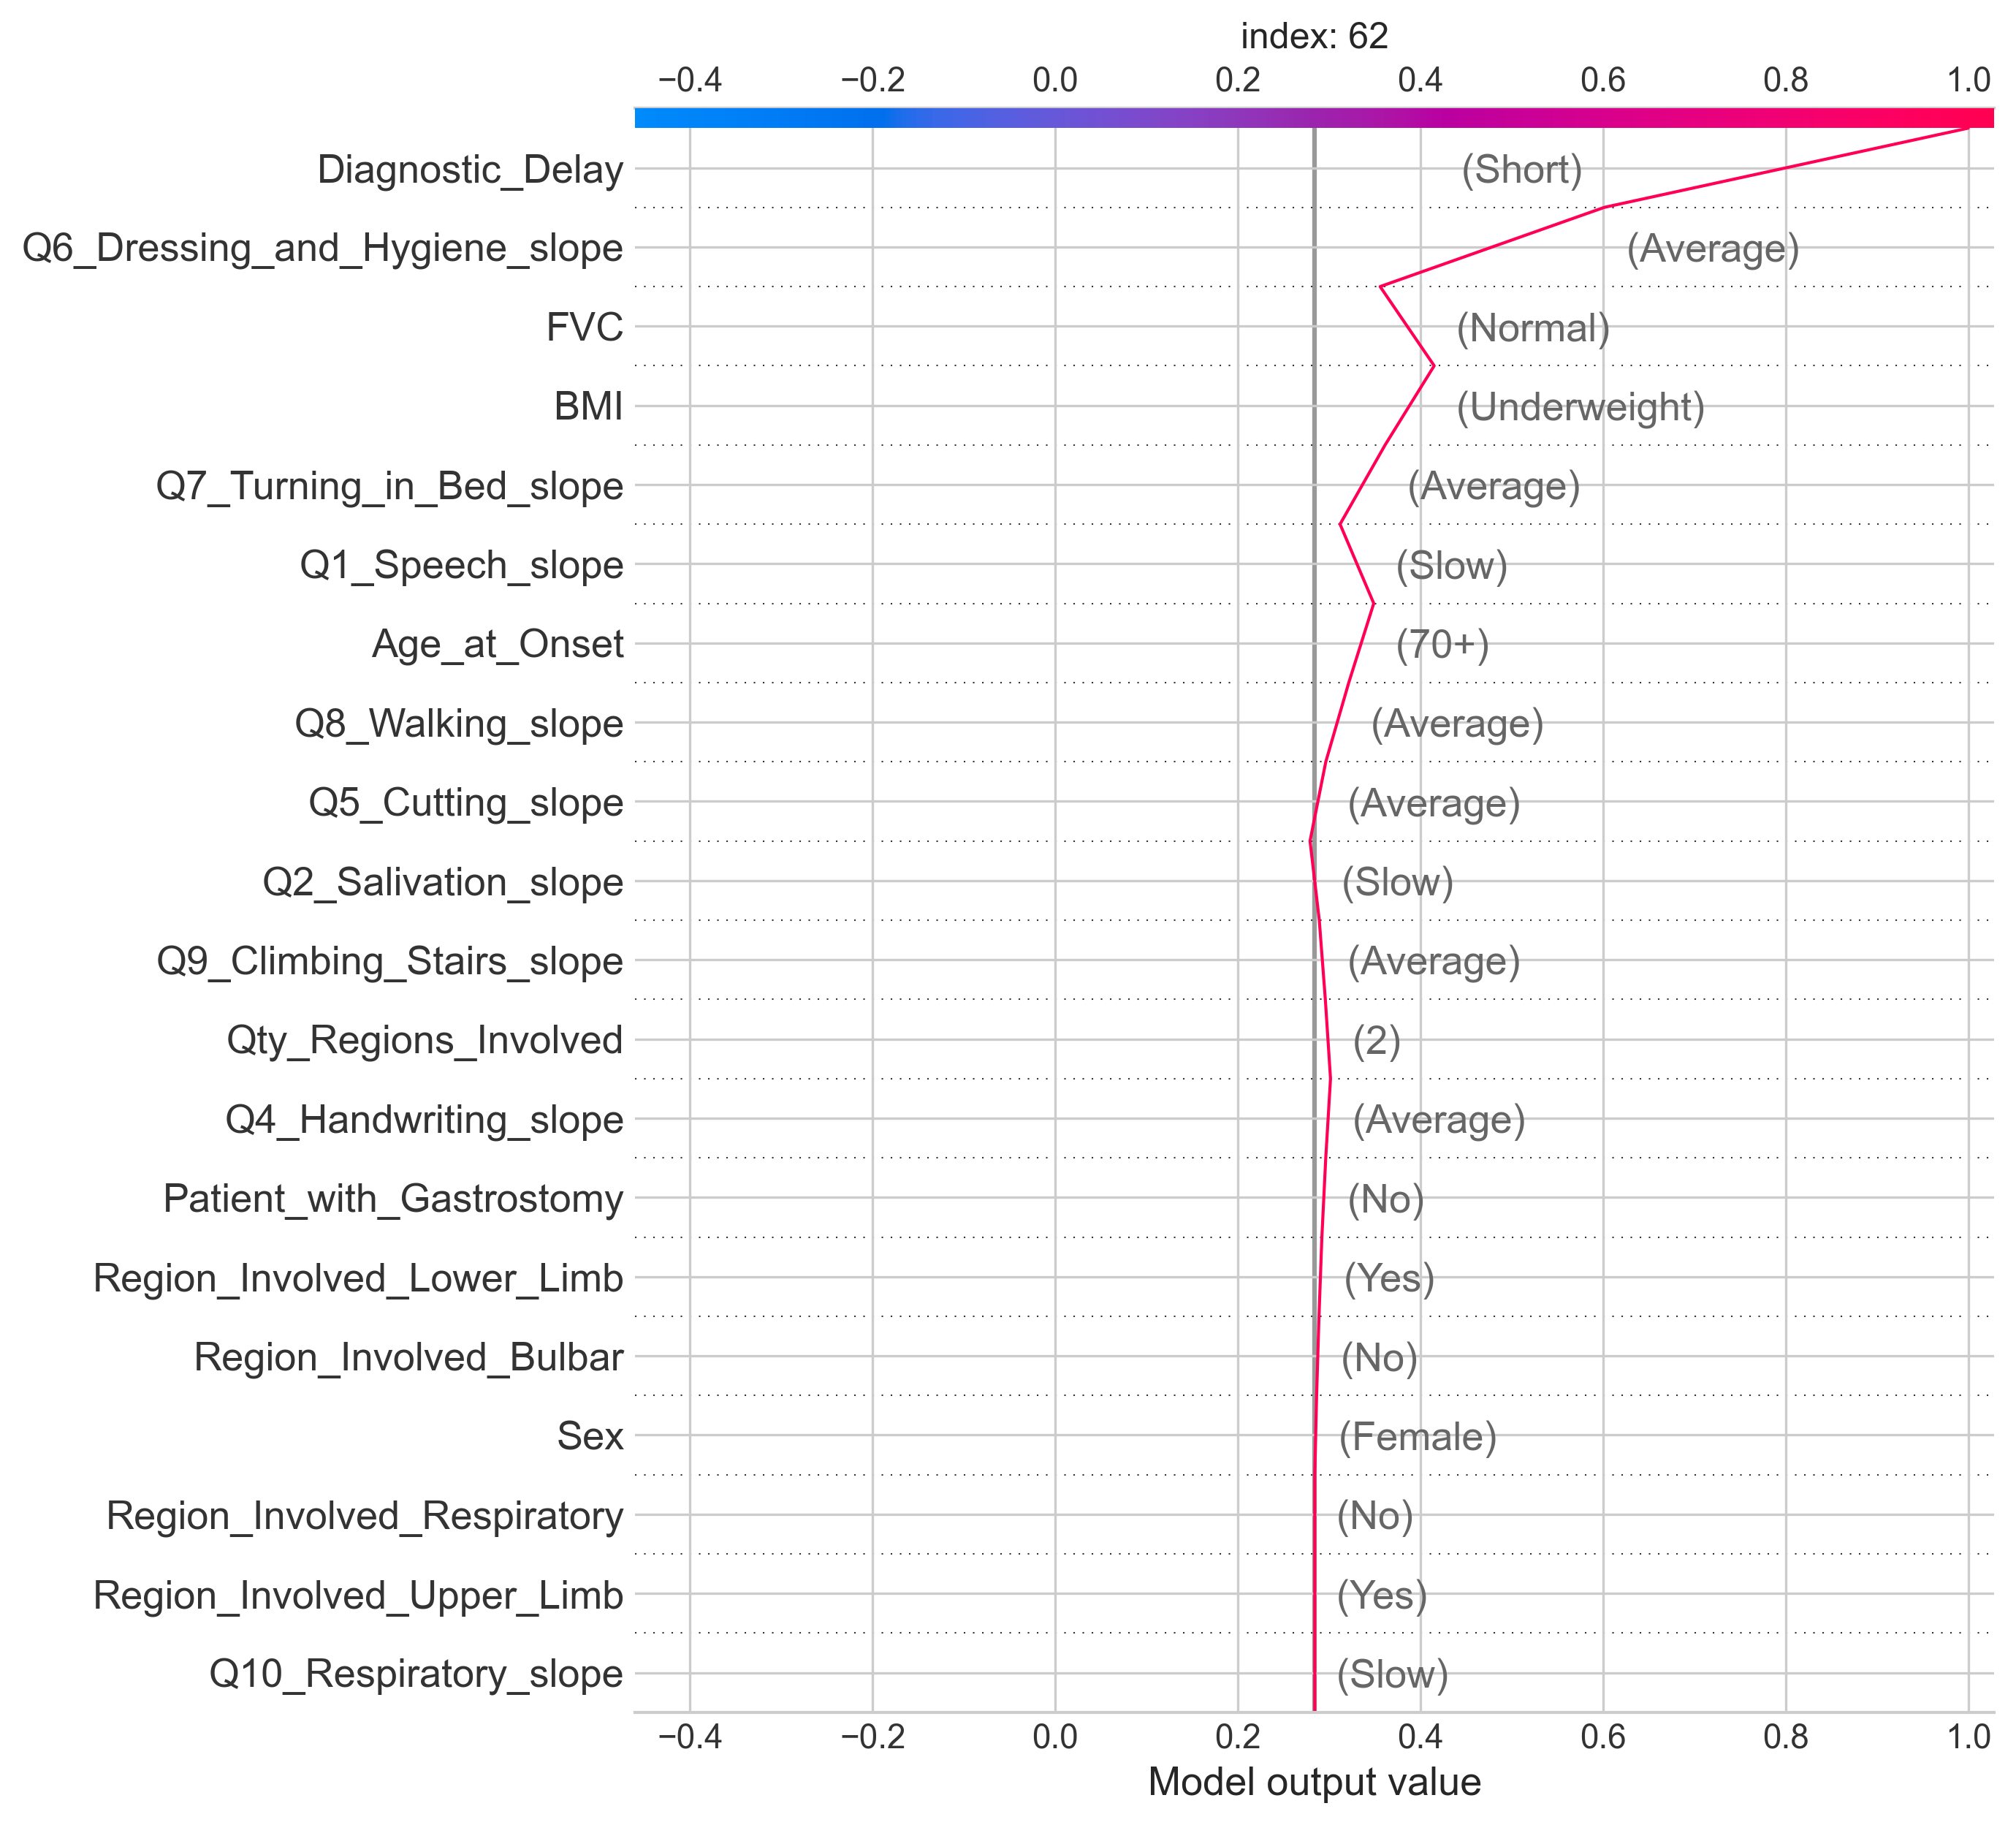 index: 62
−0.4 −0.2 0.0 0.2 0.4 0.6 0.8 1.0
Diagnostic_Delay (Short)
Q6_Dressing_and_Hygiene_slope (Average)
FVC (Normal)
BMI (Underweight)
Q7_Turning_in_Bed_slope (Average)
Q1_Speech_slope (Slow)
Age_at_Onset (70+)
Q8_Walking_slope (Average)
Q5_Cutting_slope (Average)
Q2_Salivation_slope (Slow)
Q9_Climbing_Stairs_slope (Average)
Qty_Regions_Involved (2)
Q4_Handwriting_slope (Average)
Patient_with_Gastrostomy (No)
Region_Involved_Lower_Limb (Yes)
Region_Involved_Bulbar (No)
Sex (Female)
Region_Involved_Respiratory (No)
Region_Involved_Upper_Limb (Yes)
Q10_Respiratory_slope (Slow)
−0.4 −0.2 0.0 0.2 0.4 0.6 0.8 1.0
Model output value